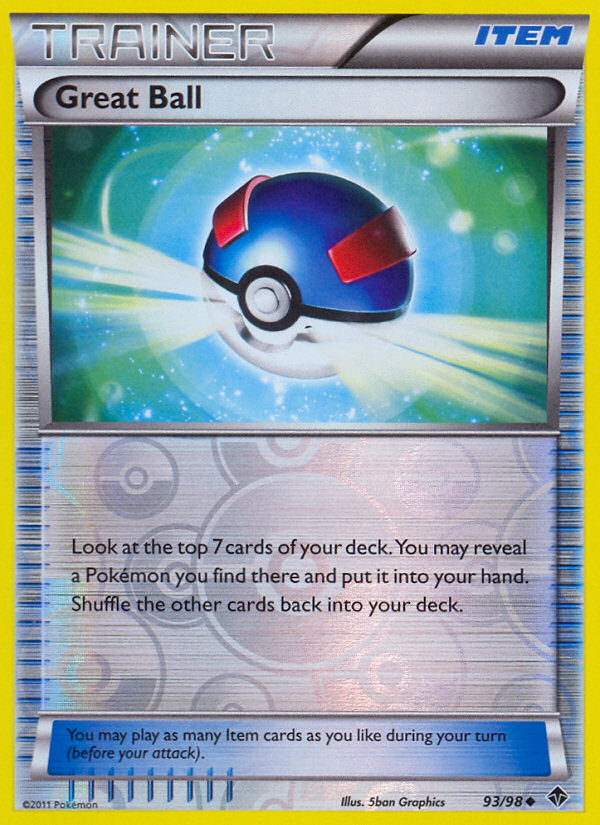 TRAINER
ITEM
Great Ball
Look at the top 7 cards of your deck. You may reveal
a Pokémon you find there and put it into your hand.
Shuffle the other cards back into your deck.
You may play as many Item cards as you like during your turn
(before your attack).
©2011 Pokémon
Illus. 5ban Graphics
93/98